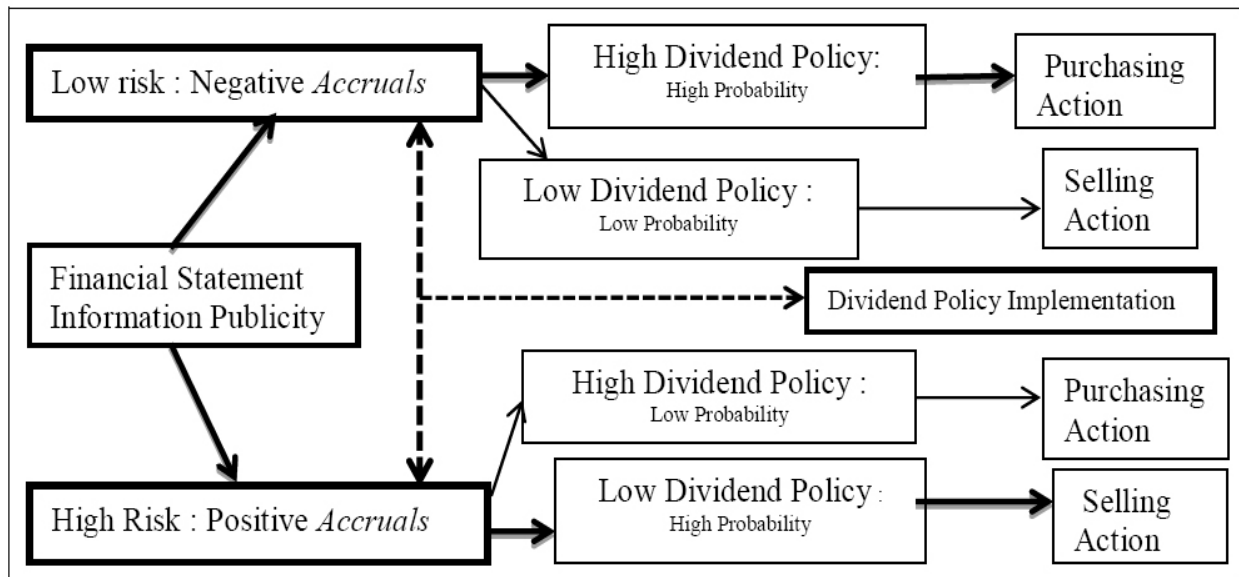 Low risk : Negative Accruals
High Dividend Policy:
High Probability
Purchasing
Action
Low Dividend Policy :
Low Probability
Selling
Action
Financial Statement
Information Publicity
Dividend Policy Implementation
High Dividend Policy :
Low Probability
Purchasing
Action
High Risk : Positive Accruals
Low Dividend Policy :
High Probability
Selling
Action